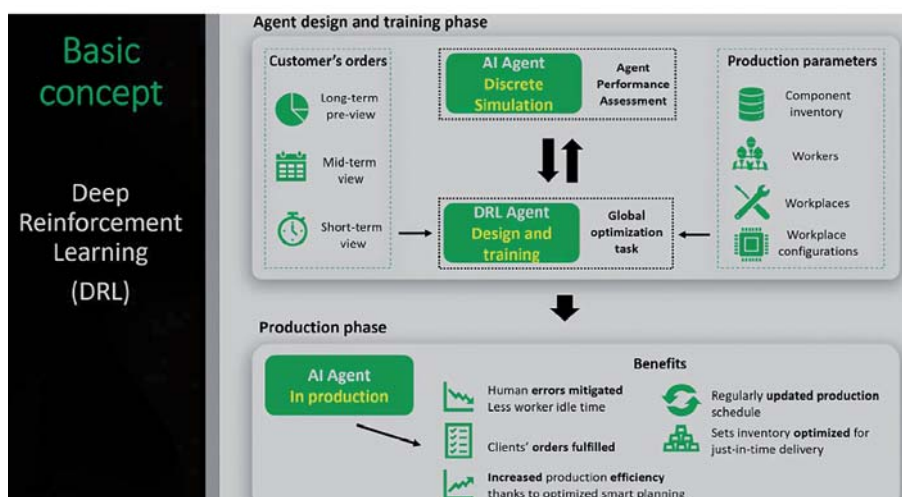 Basic
concept
Deep
Reinforcement
Learning
(DRL)
Agent design and training phase
Customer's orders
Long-term
pre-view
Mid-term
view
Short-term
view
AI Agent
Discrete
Simulation
Agent
Performance
Assessment
DRL Agent
Design and
training
Global
optimization
task
Production parameters
Component
inventory
Workers
Workplaces
Workplace
configurations
Production phase
AI Agent
In production
Benefits
Human errors mitigated
Less worker idle time
Clients' orders fulfilled
Increased production efficiency
thanks to optimized smart planning
Regularly updated production
schedule
Sets inventory optimized for
just-in-time delivery